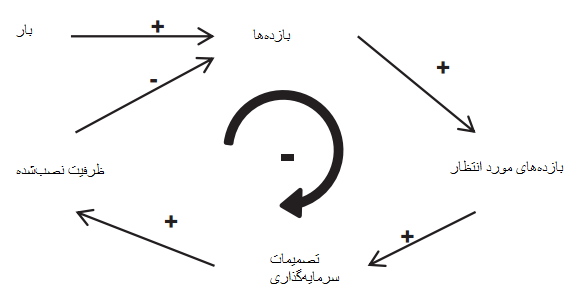 بار
+
بازده‌ها
-
+
ظرفیت نصب‌شده
-
بازده‌های مورد انتظار
+
+
تصمیمات
سرمایه‌گذاری